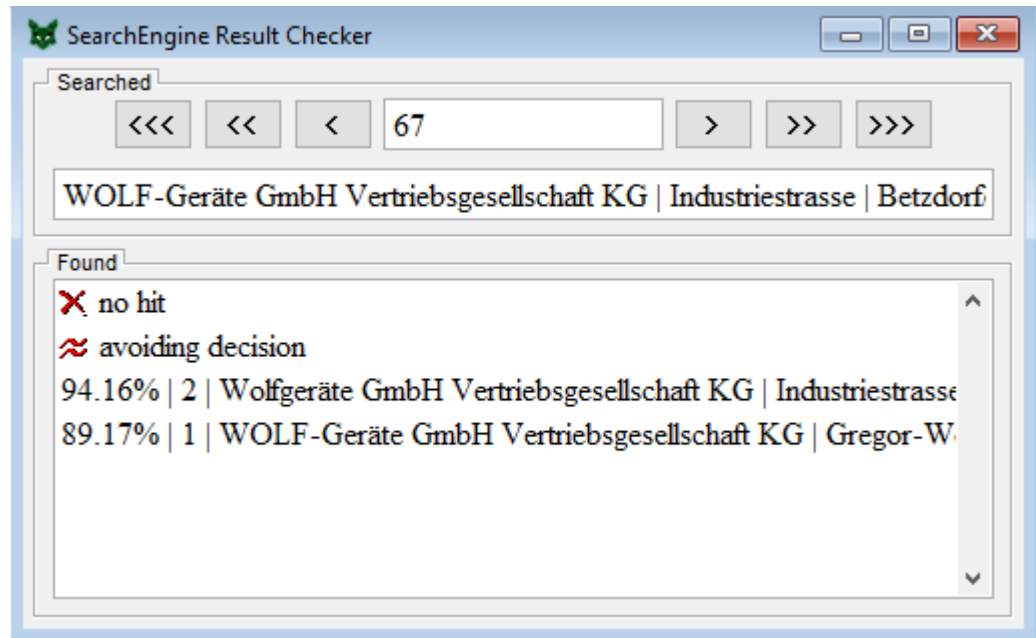 SearchEngine Result Checker
Searched
<<< << < 67 > >> >>>
WOLF-Geräte GmbH Vertriebsgesellschaft KG | Industriestrasse | Betzdorf
Found
no hit
avoiding decision
94.16% | 2 | Wolfgeräte GmbH Vertriebsgesellschaft KG | Industriestrasse
89.17% | 1 | WOLF-Geräte GmbH Vertriebsgesellschaft KG | Gregor-W